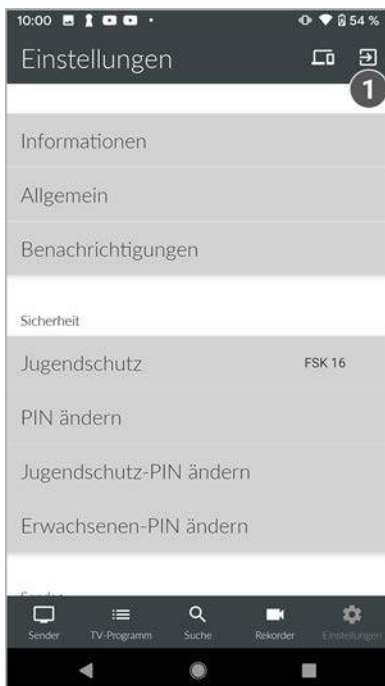 10:00 54 %
Einstellungen
1
Informationen
Allgemein
Benachrichtigungen
Sicherheit
Jugendschutz FSK 16
PIN ändern
Jugendschutz-PIN ändern
Erwachsenen-PIN ändern
Sender TV-Programm Suche Rekorder Einstellungen